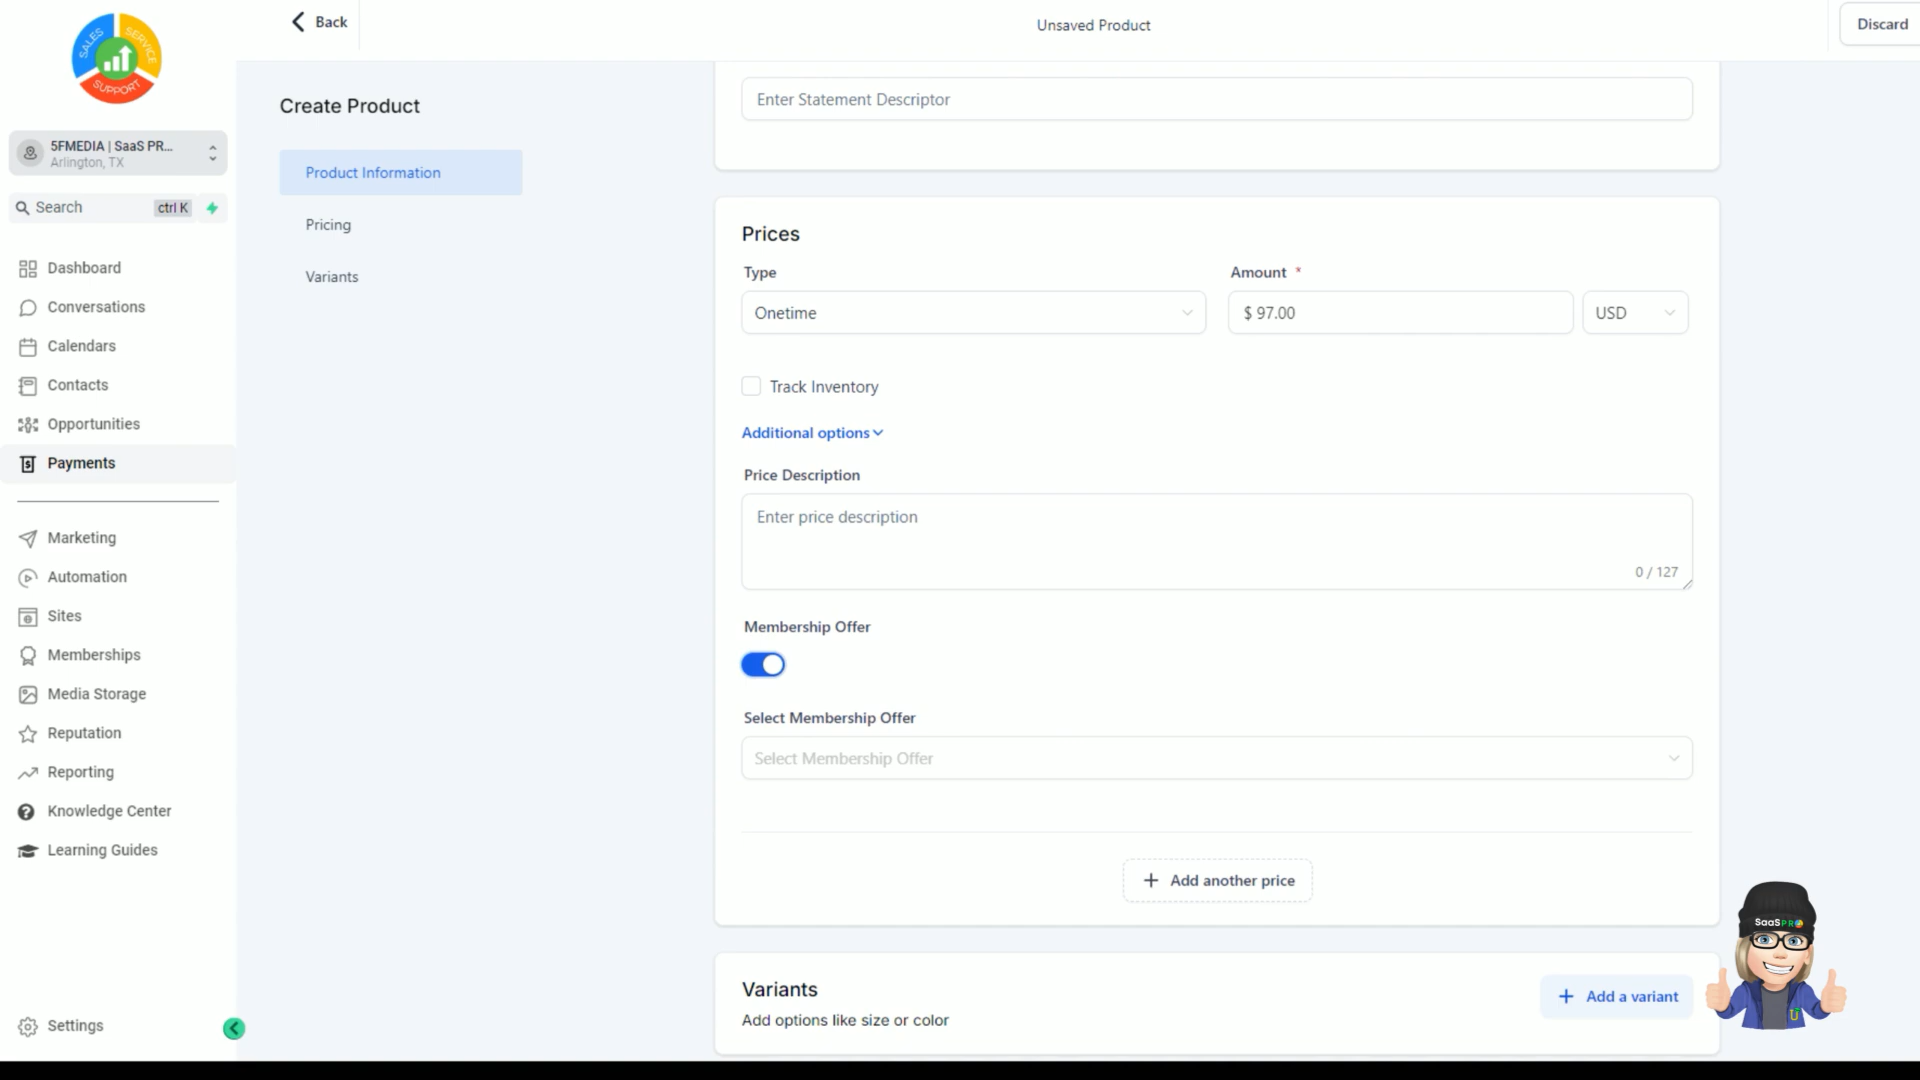 SALES
SERVICE
SUPPORT
5FMEDIA | SaaS PR...
Arlington, TX
Search
ctrl K
Dashboard
Conversations
Calendars
Contacts
Opportunities
Payments
Marketing
Automation
Sites
Memberships
Media Storage
Reputation
Reporting
Knowledge Center
Learning Guides
Settings
Back
Unsaved Product
Discard
Create Product
Product Information
Pricing
Variants
Enter Statement Descriptor
Prices
Type
Amount *
Onetime
$ 97.00
USD
Track Inventory
Additional options
Price Description
Enter price description
0 / 127
Membership Offer
Select Membership Offer
Select Membership Offer
+ Add another price
Variants
Add options like size or color
+ Add a variant
SaaSPRO